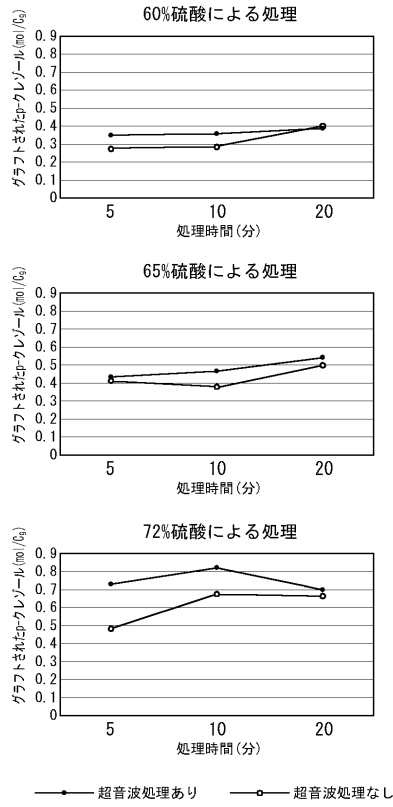 60%硫酸による処理
グラフトされたp-クレゾール(mol/C₉)
0.9
0.8
0.7
0.6
0.5
0.4
0.3
0.2
0.1
0
5 10 20
処理時間(分)
65%硫酸による処理
グラフトされたp-クレゾール(mol/C₉)
0.9
0.8
0.7
0.6
0.5
0.4
0.3
0.2
0.1
0
5 10 20
処理時間(分)
72%硫酸による処理
グラフトされたp-クレゾール(mol/C₉)
0.9
0.8
0.7
0.6
0.5
0.4
0.3
0.2
0.1
0
5 10 20
処理時間(分)
超音波処理あり 超音波処理なし